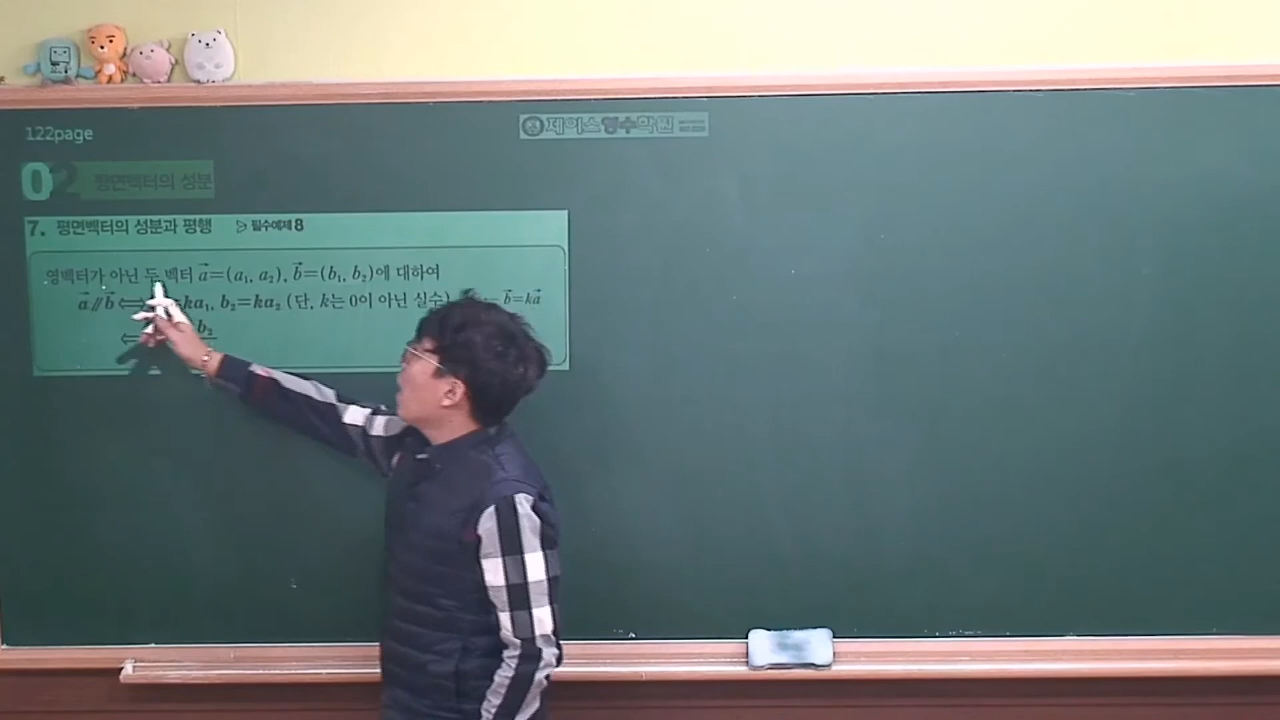 122page
제이스영수학원
02 평면벡터의 성분
7. 평면벡터의 성분과 평행 ▷ 필수예제 8
영벡터가 아닌 두 벡터 a⃗=(a₁, a₂), b⃗=(b₁, b₂)에 대하여
a⃗ // b⃗ ⟺ =ka₁, b₂=ka₂ (단, k는 0이 아닌 실수) ← b⃗=ka⃗
b₂